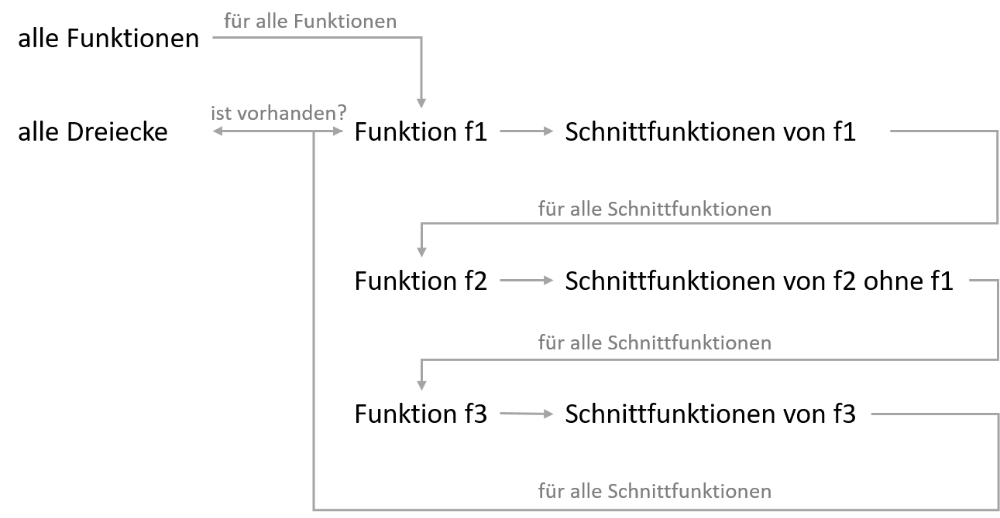 für alle Funktionen
alle Funktionen
ist vorhanden?
alle Dreiecke
Funktion f1
Schnittfunktionen von f1
für alle Schnittfunktionen
Funktion f2
Schnittfunktionen von f2 ohne f1
für alle Schnittfunktionen
Funktion f3
Schnittfunktionen von f3
für alle Schnittfunktionen